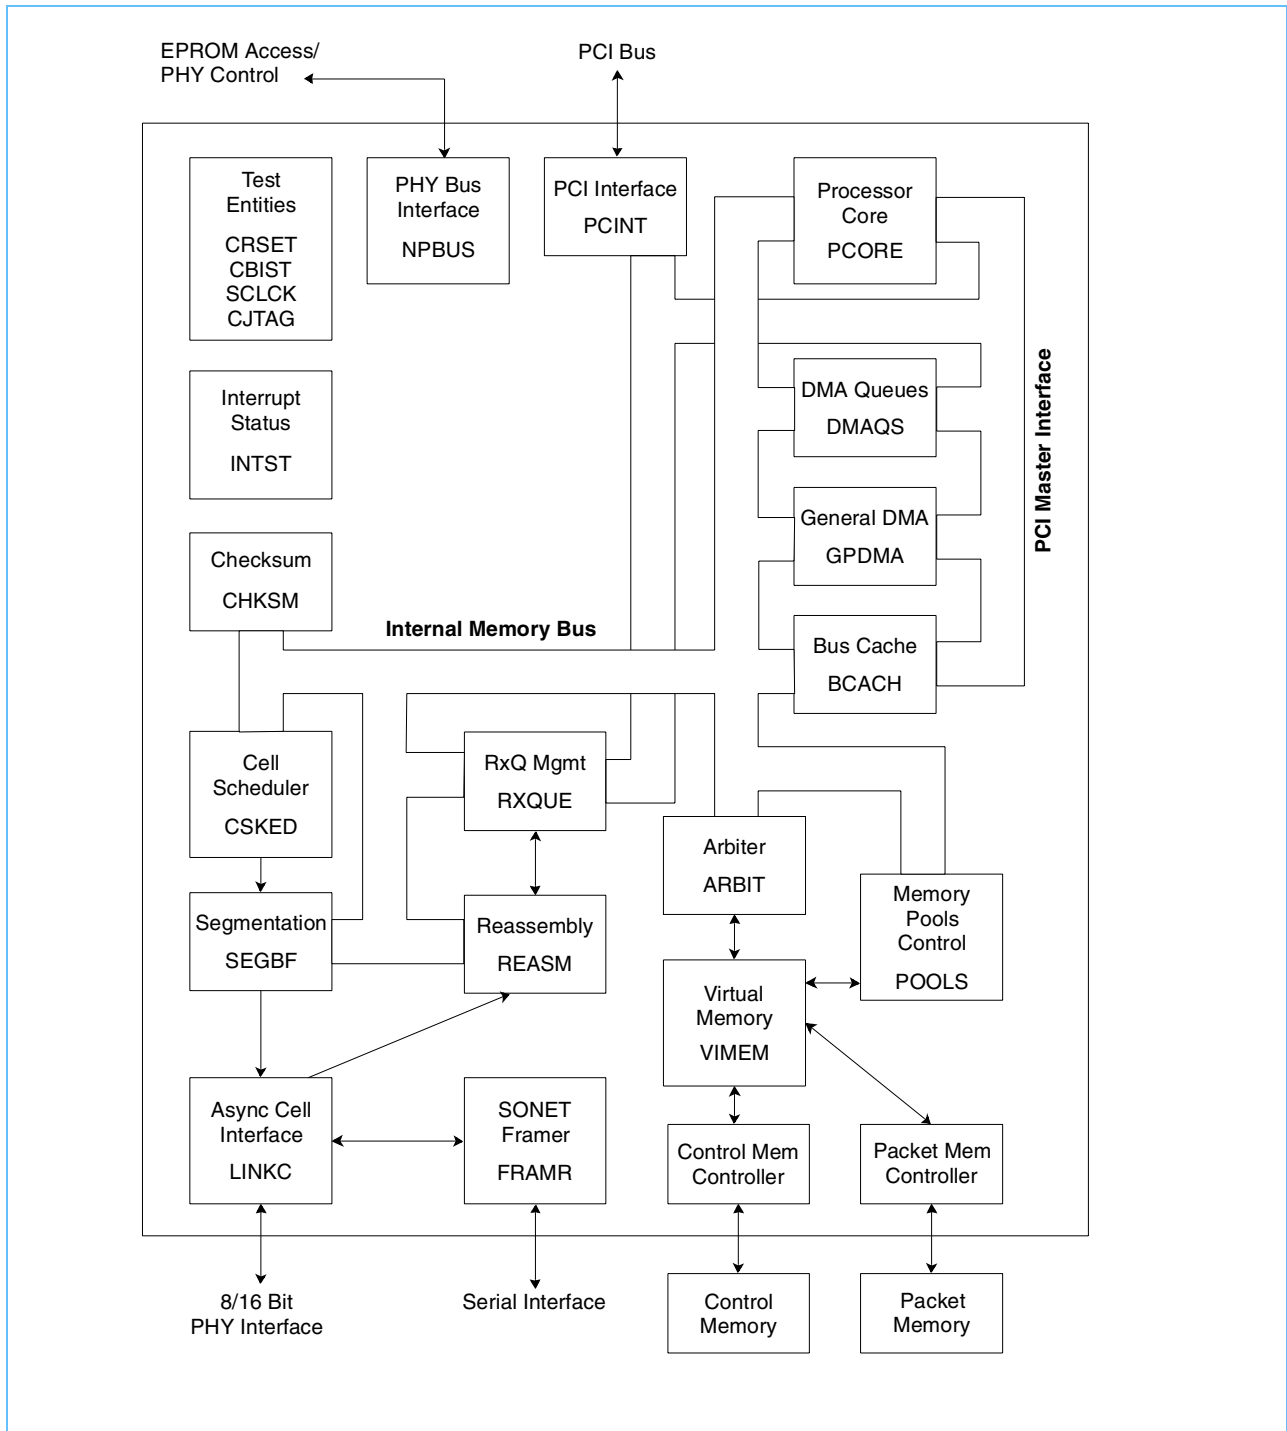 EPROM Access/
PHY Control
PCI Bus
Test
Entities
CRSET
CBIST
SCLCK
CJTAG
PHY Bus
Interface
NPBUS
PCI Interface
PCINT
Processor
Core
PCORE
Interrupt
Status
INTST
DMA Queues
DMAQS
PCI Master Interface
General DMA
GPDMA
Checksum
CHKSM
Internal Memory Bus
Bus Cache
BCACH
Cell
Scheduler
CSKED
RxQ Mgmt
RXQUE
Arbiter
ARBIT
Memory
Pools
Control
POOLS
Segmentation
SEGBF
Reassembly
REASM
Virtual
Memory
VIMEM
Async Cell
Interface
LINKC
SONET
Framer
FRAMR
Control Mem
Controller
Packet Mem
Controller
8/16 Bit
PHY Interface
Serial Interface
Control
Memory
Packet
Memory